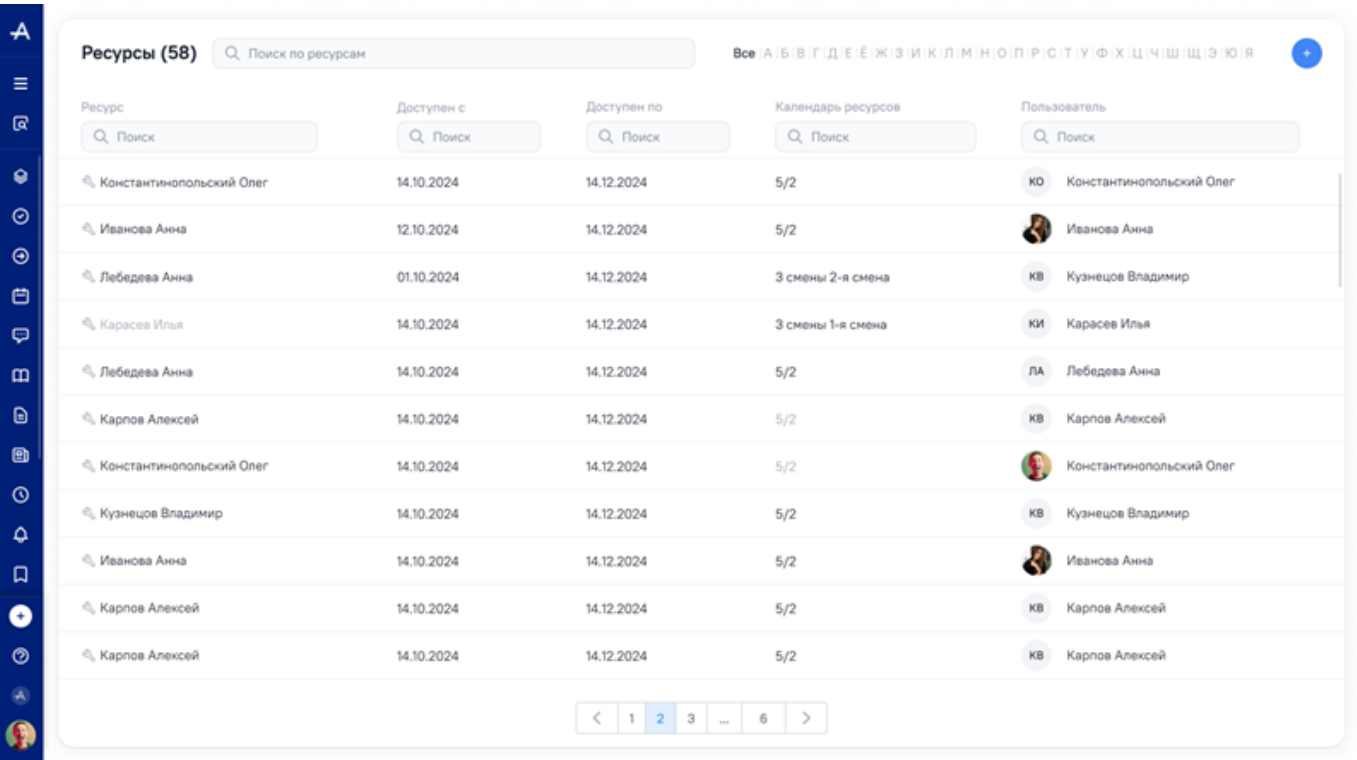 Ресурсы (58) Поиск по ресурсам Все А Б В Г Д Е Ё Ж З И К Л М Н О П Р С Т У Ф Х Ц Ч Ш Щ Э Ю Я +
Ресурс Доступен с Доступен по Календарь ресурсов Пользователь
Поиск Поиск Поиск Поиск Поиск
Константинопольский Олег 14.10.2024 14.12.2024 5/2 КО Константинопольский Олег
Иванова Анна 12.10.2024 14.12.2024 5/2 Иванова Анна
Лебедева Анна 01.10.2024 14.12.2024 3 смены 2-я смена КВ Кузнецов Владимир
Карасев Илья 14.10.2024 14.12.2024 3 смены 1-я смена КИ Карасев Илья
Лебедева Анна 14.10.2024 14.12.2024 5/2 ЛА Лебедева Анна
Карпов Алексей 14.10.2024 14.12.2024 5/2 КВ Карпов Алексей
Константинопольский Олег 14.10.2024 14.12.2024 5/2 Константинопольский Олег
Кузнецов Владимир 14.10.2024 14.12.2024 5/2 КВ Кузнецов Владимир
Иванова Анна 14.10.2024 14.12.2024 5/2 Иванова Анна
Карпов Алексей 14.10.2024 14.12.2024 5/2 КВ Карпов Алексей
Карпов Алексей 14.10.2024 14.12.2024 5/2 КВ Карпов Алексей
1 2 3 ... 6